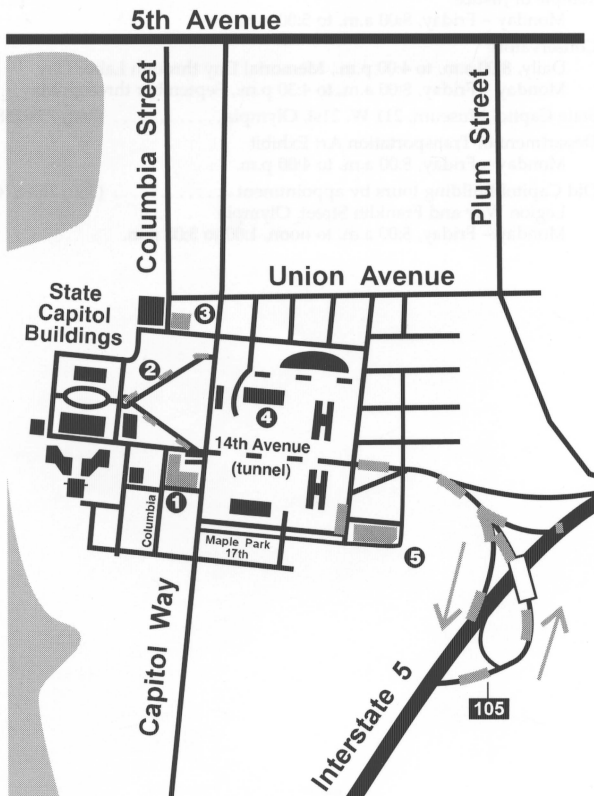 5th Avenue
Columbia Street
Plum Street
Union Avenue
State
Capitol
Buildings
3
2
4
14th Avenue
(tunnel)
1
Columbia
Maple Park
17th
5
Capitol Way
Interstate 5
105